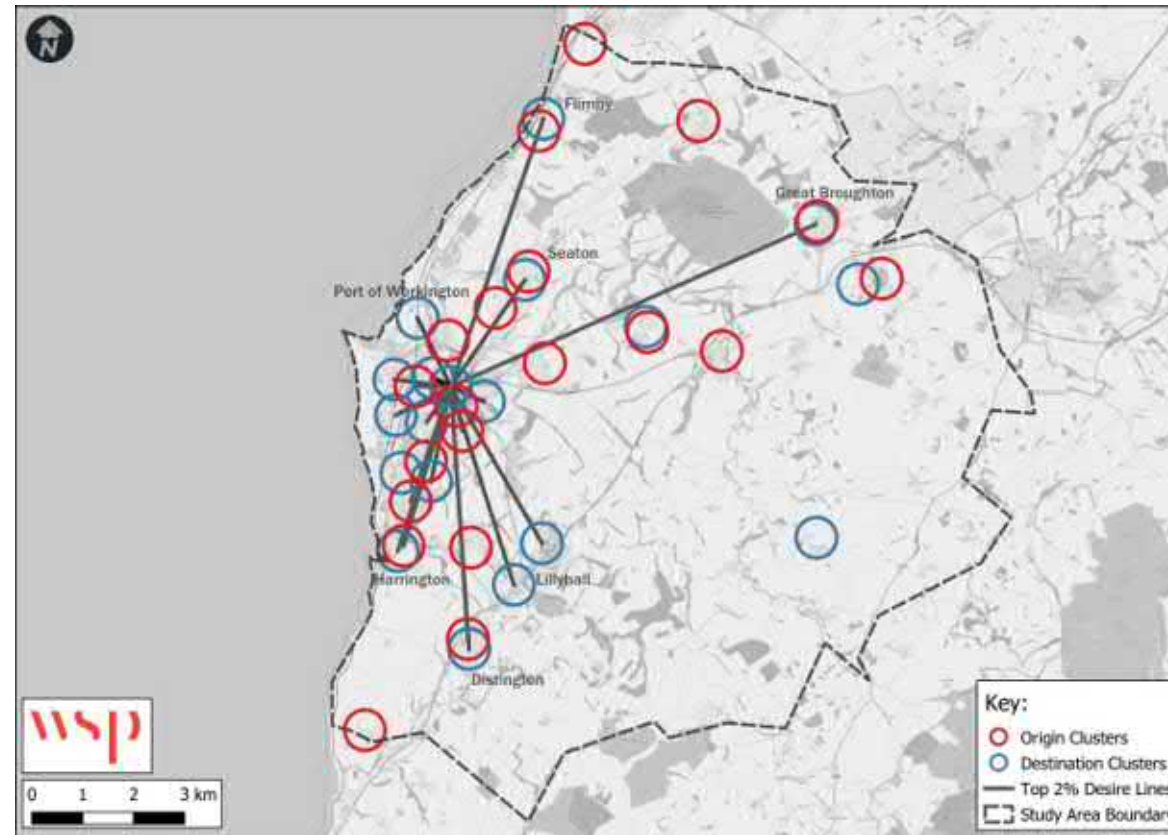 N
Flimby
Great Broughton
Seaton
Port of Workington
Harrington
Lillyhall
Distington
wsp
0 1 2 3 km
Key:
Origin Clusters
Destination Clusters
Top 2% Desire Lines
Study Area Boundary